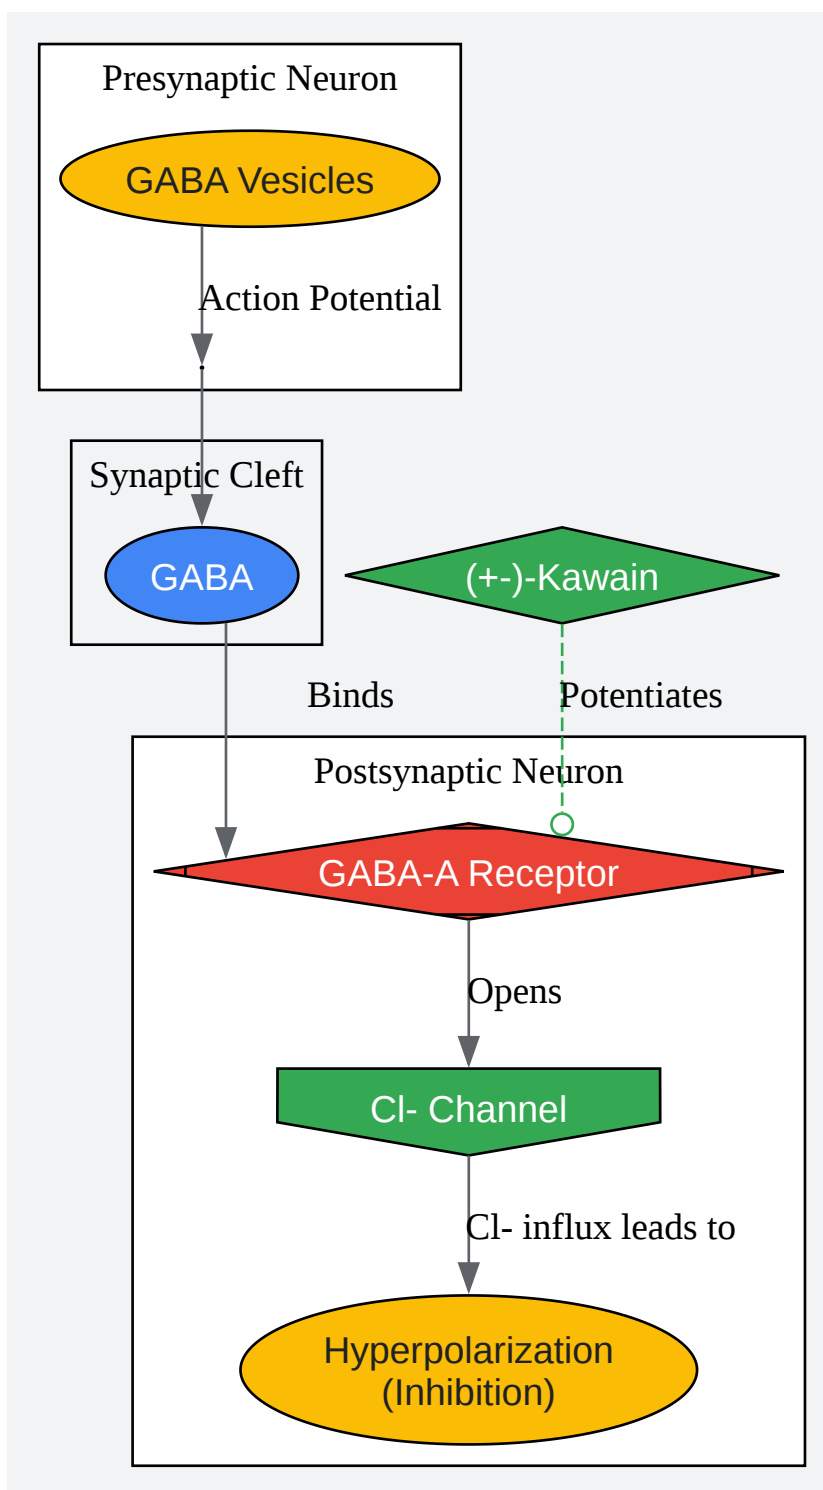 Presynaptic Neuron
GABA Vesicles
Action Potential
Synaptic Cleft
GABA
(+-)-Kawain
Binds
Potentiates
Postsynaptic Neuron
GABA-A Receptor
Opens
Cl- Channel
Cl- influx leads to
Hyperpolarization
(Inhibition)